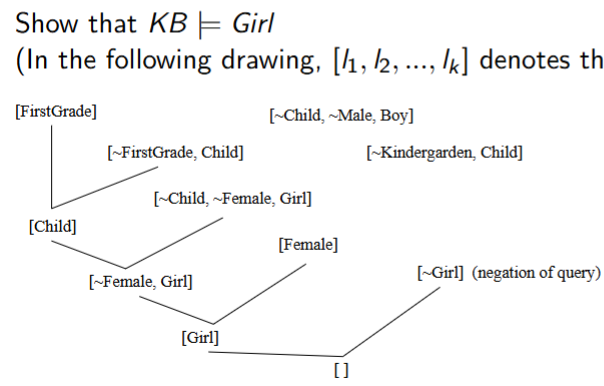 Show that KB ⊨ Girl
(In the following drawing, [l₁, l₂, ..., lₖ] denotes th
[FirstGrade]
[~Child, ~Male, Boy]
[~FirstGrade, Child]
[~Kindergarden, Child]
[~Child, ~Female, Girl]
[Child]
[Female]
[~Female, Girl]
[~Girl] (negation of query)
[Girl]
[ ]